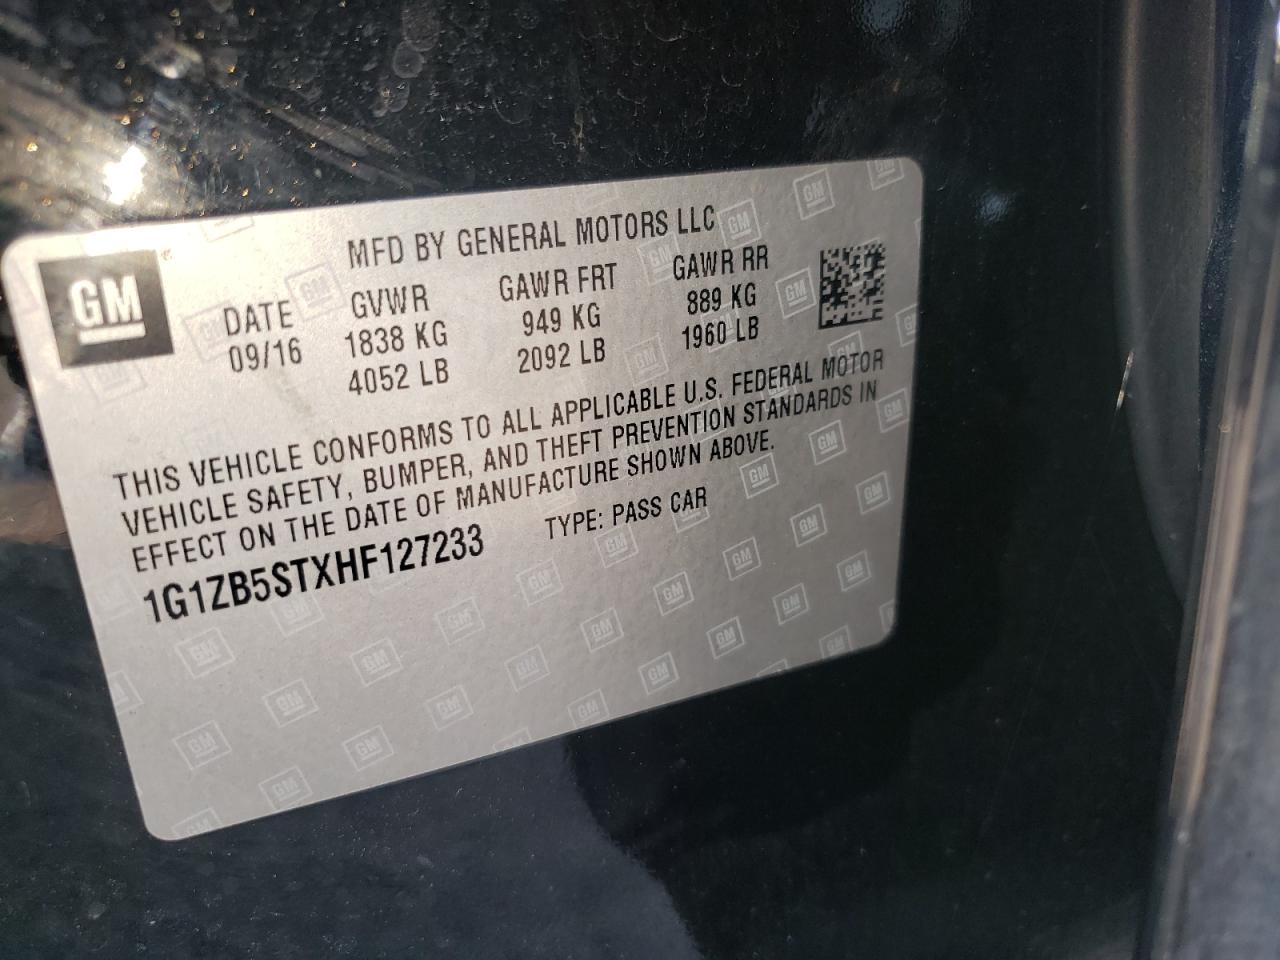 GM
MFD BY GENERAL MOTORS LLC
DATE GVWR GAWR FRT GAWR RR
09/16 1838 KG 949 KG 889 KG
4052 LB 2092 LB 1960 LB
THIS VEHICLE CONFORMS TO ALL APPLICABLE U.S. FEDERAL MOTOR
VEHICLE SAFETY, BUMPER, AND THEFT PREVENTION STANDARDS IN
EFFECT ON THE DATE OF MANUFACTURE SHOWN ABOVE.
1G1ZB5STXHF127233 TYPE: PASS CAR